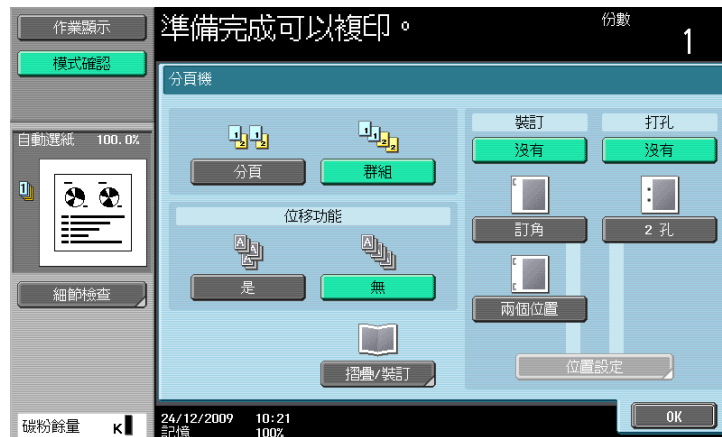 作業顯示
模式確認
準備完成可以複印。
份數
1
分頁機
自動選紙 100.0%
細節檢查
碳粉餘量 K
分頁
群組
位移功能
是
無
摺疊/裝訂
裝訂
打孔
沒有
沒有
訂角
2 孔
兩個位置
位置設定
24/12/2009 10:21
記憶 100%
OK